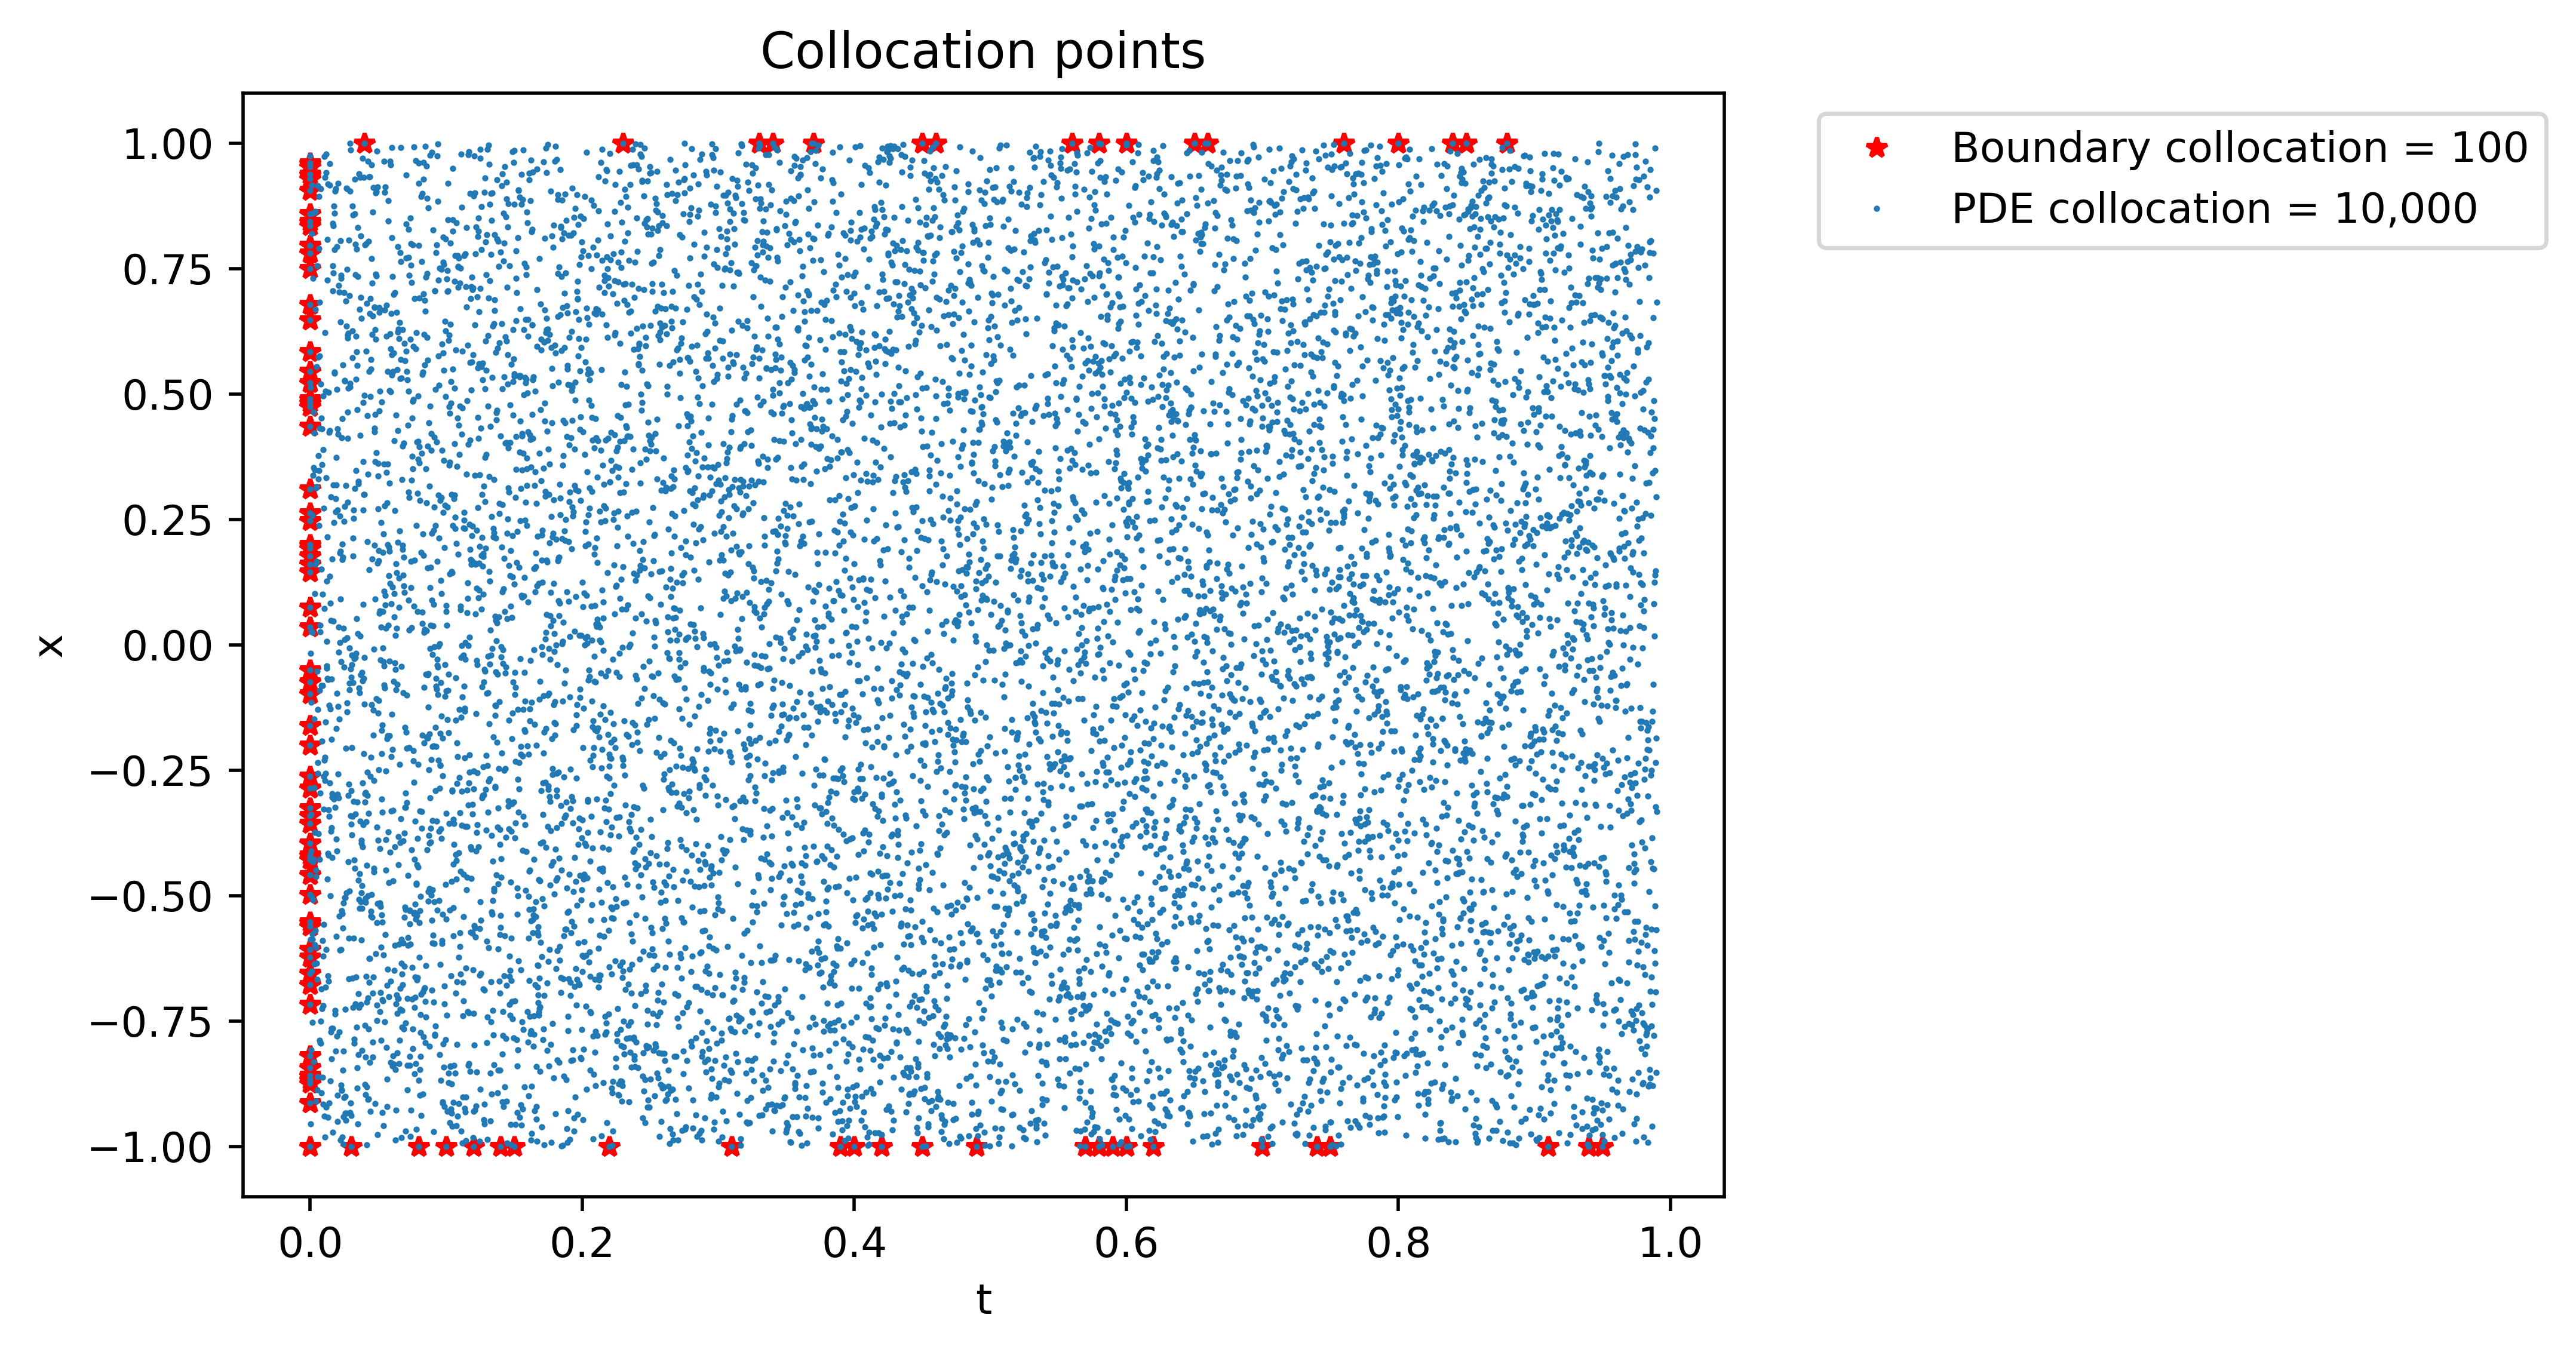 Collocation points
Boundary collocation = 100
PDE collocation = 10,000
1.00
0.75
0.50
0.25
0.00
−0.25
−0.50
−0.75
−1.00
x
0.0 0.2 0.4 0.6 0.8 1.0
t